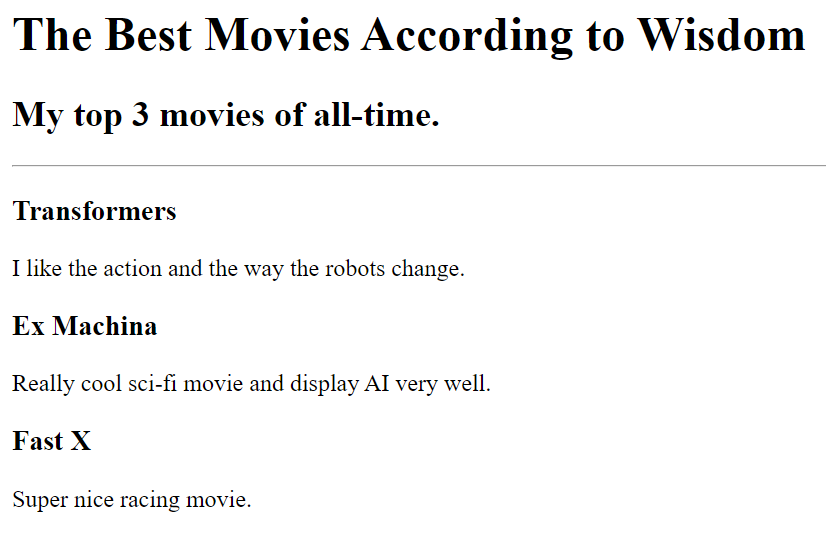 The Best Movies According to Wisdom
My top 3 movies of all-time.
Transformers
I like the action and the way the robots change.
Ex Machina
Really cool sci-fi movie and display AI very well.
Fast X
Super nice racing movie.